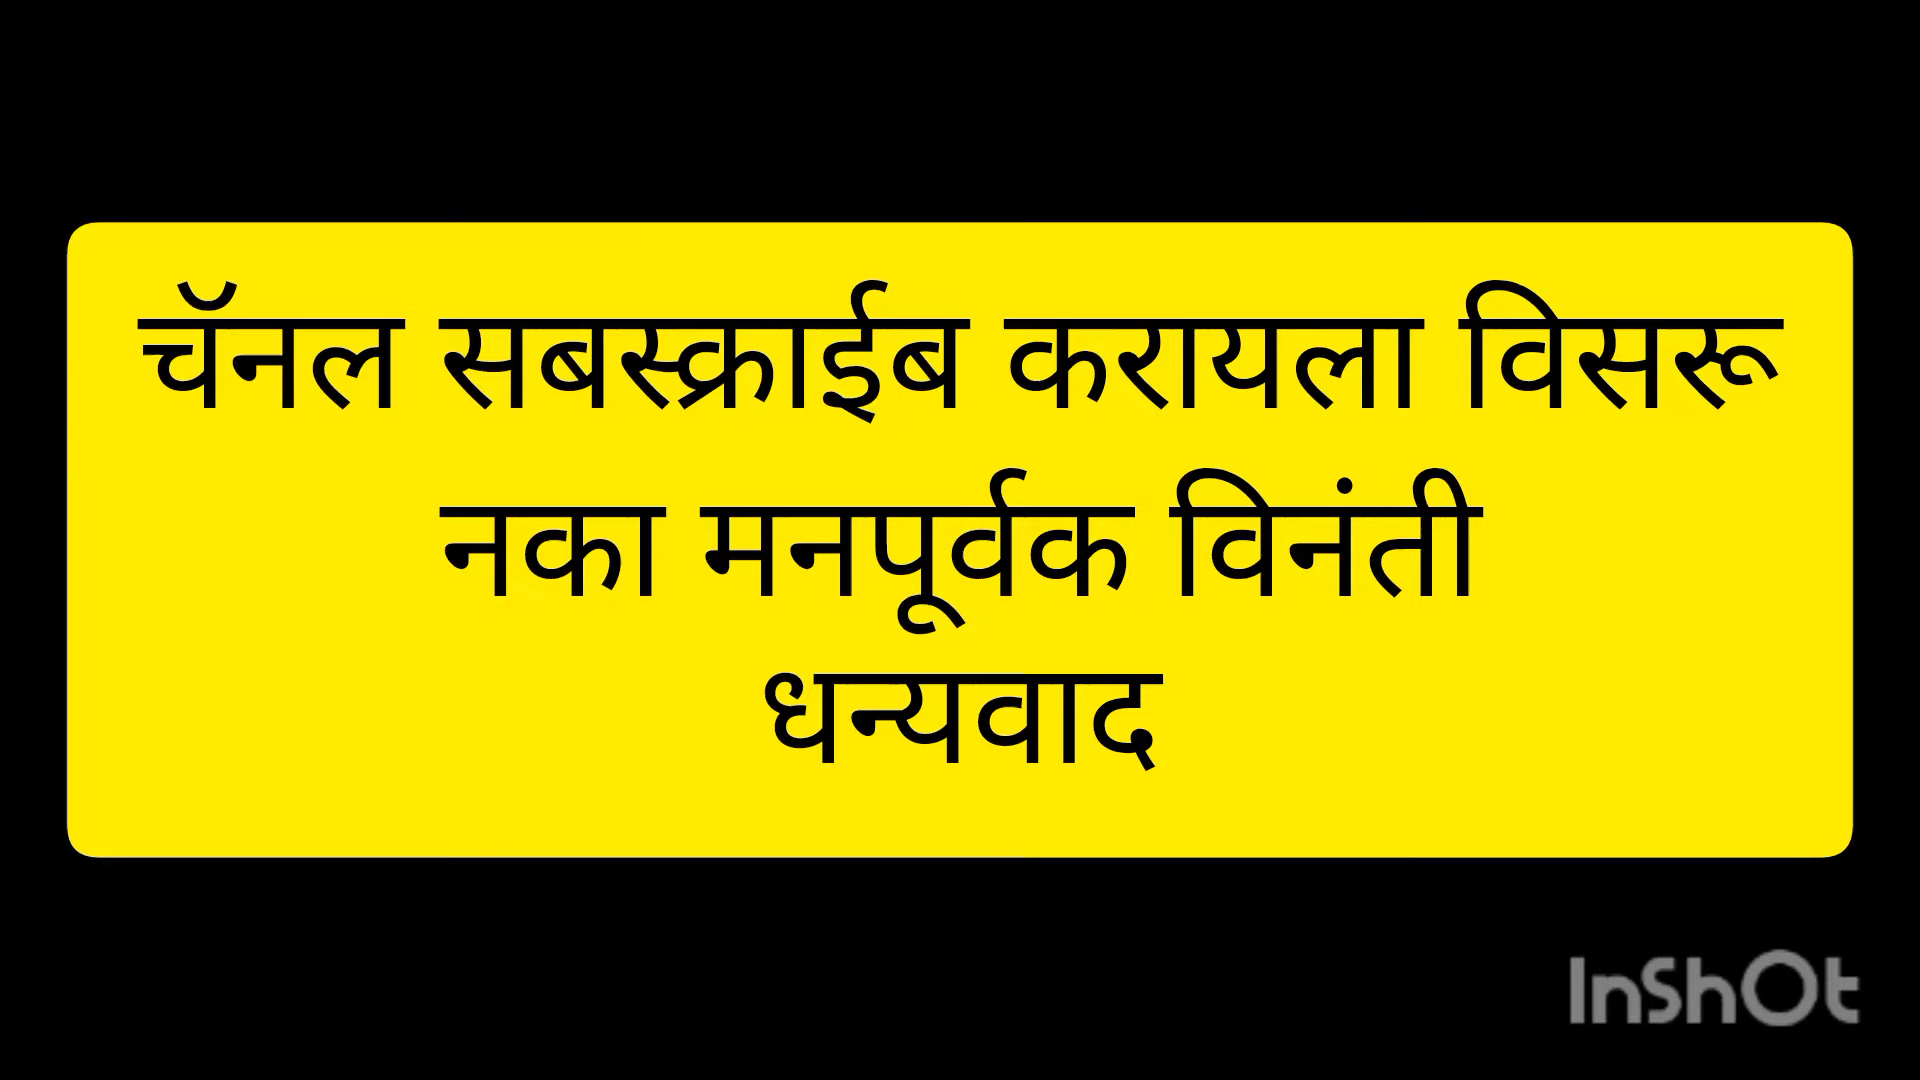 चॅनल सबस्क्राईब करायला विसरू
नका मनपूर्वक विनंती
धन्यवाद
InShOt